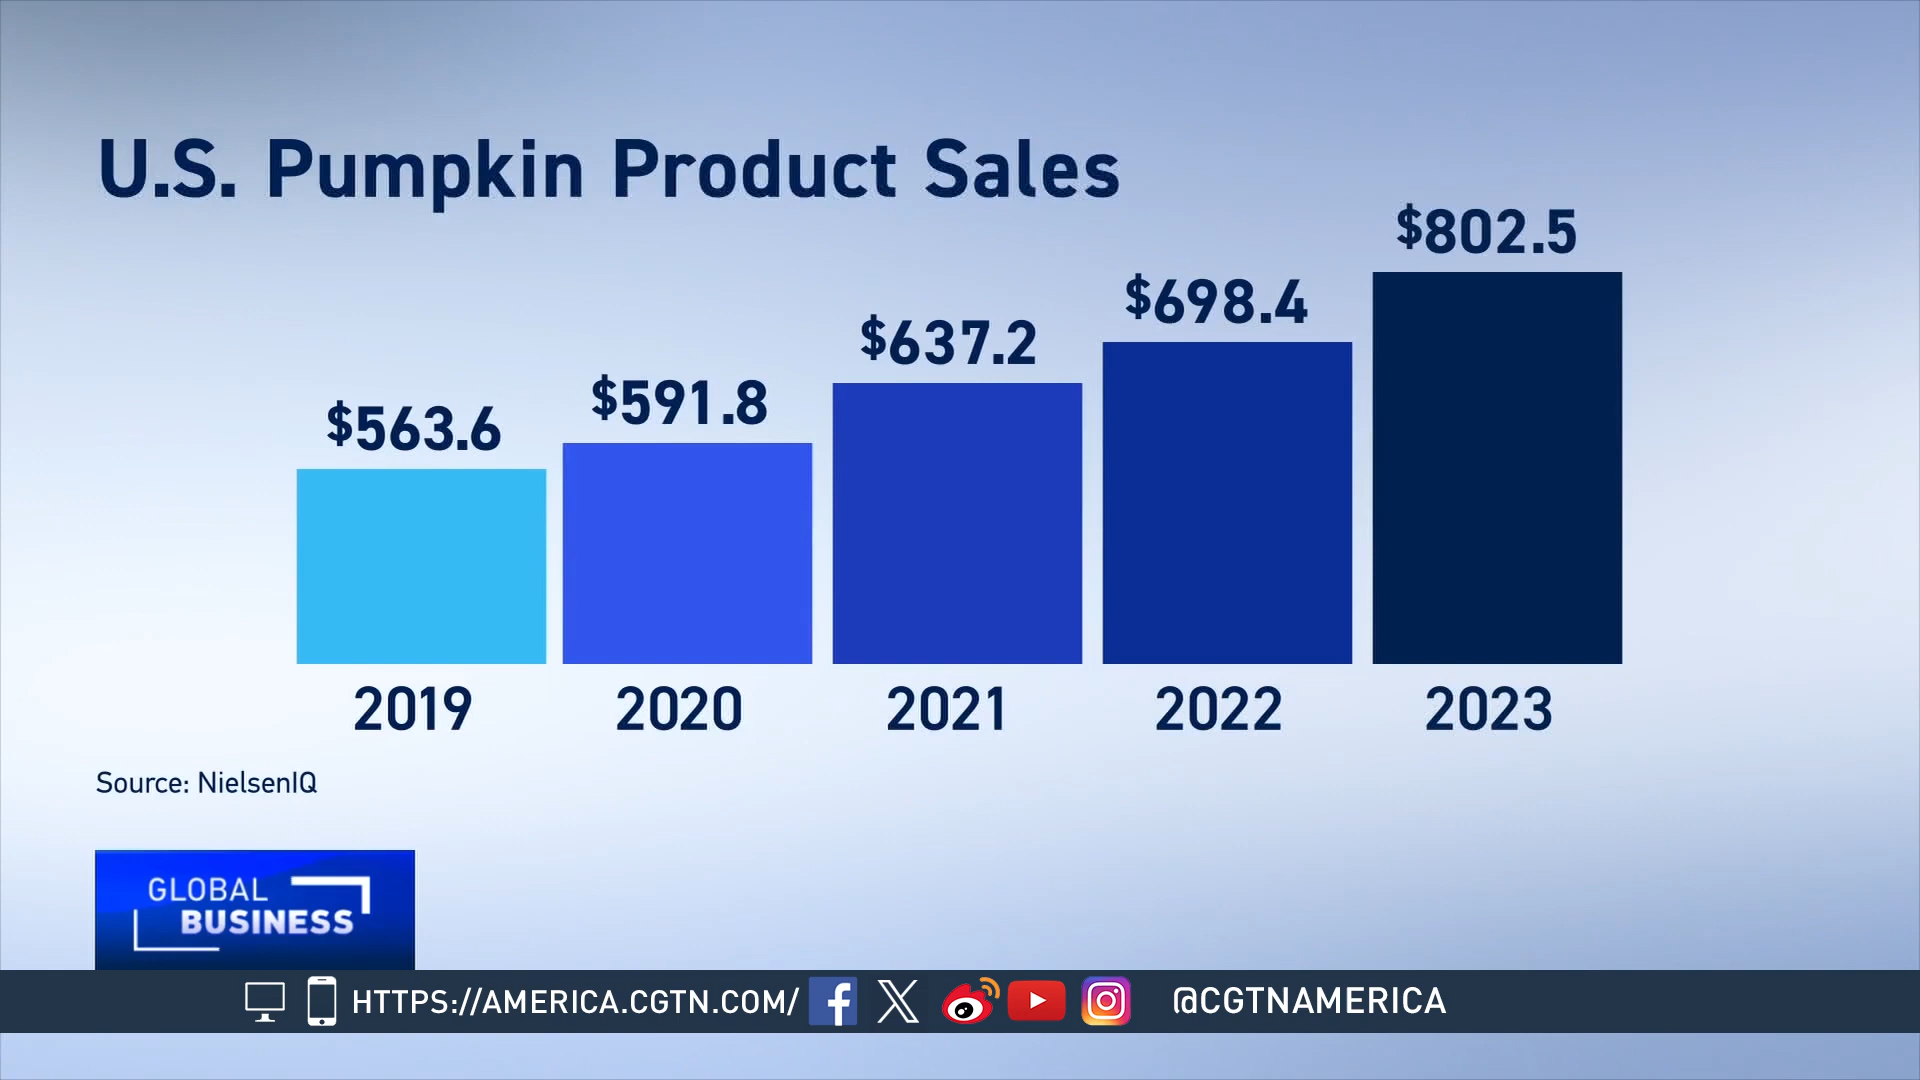 U.S. Pumpkin Product Sales
$563.6
$591.8
$637.2
$698.4
$802.5
2019
2020
2021
2022
2023
Source: NielsenIQ
GLOBAL
BUSINESS
HTTPS://AMERICA.CGTN.COM/ @CGTNAMERICA